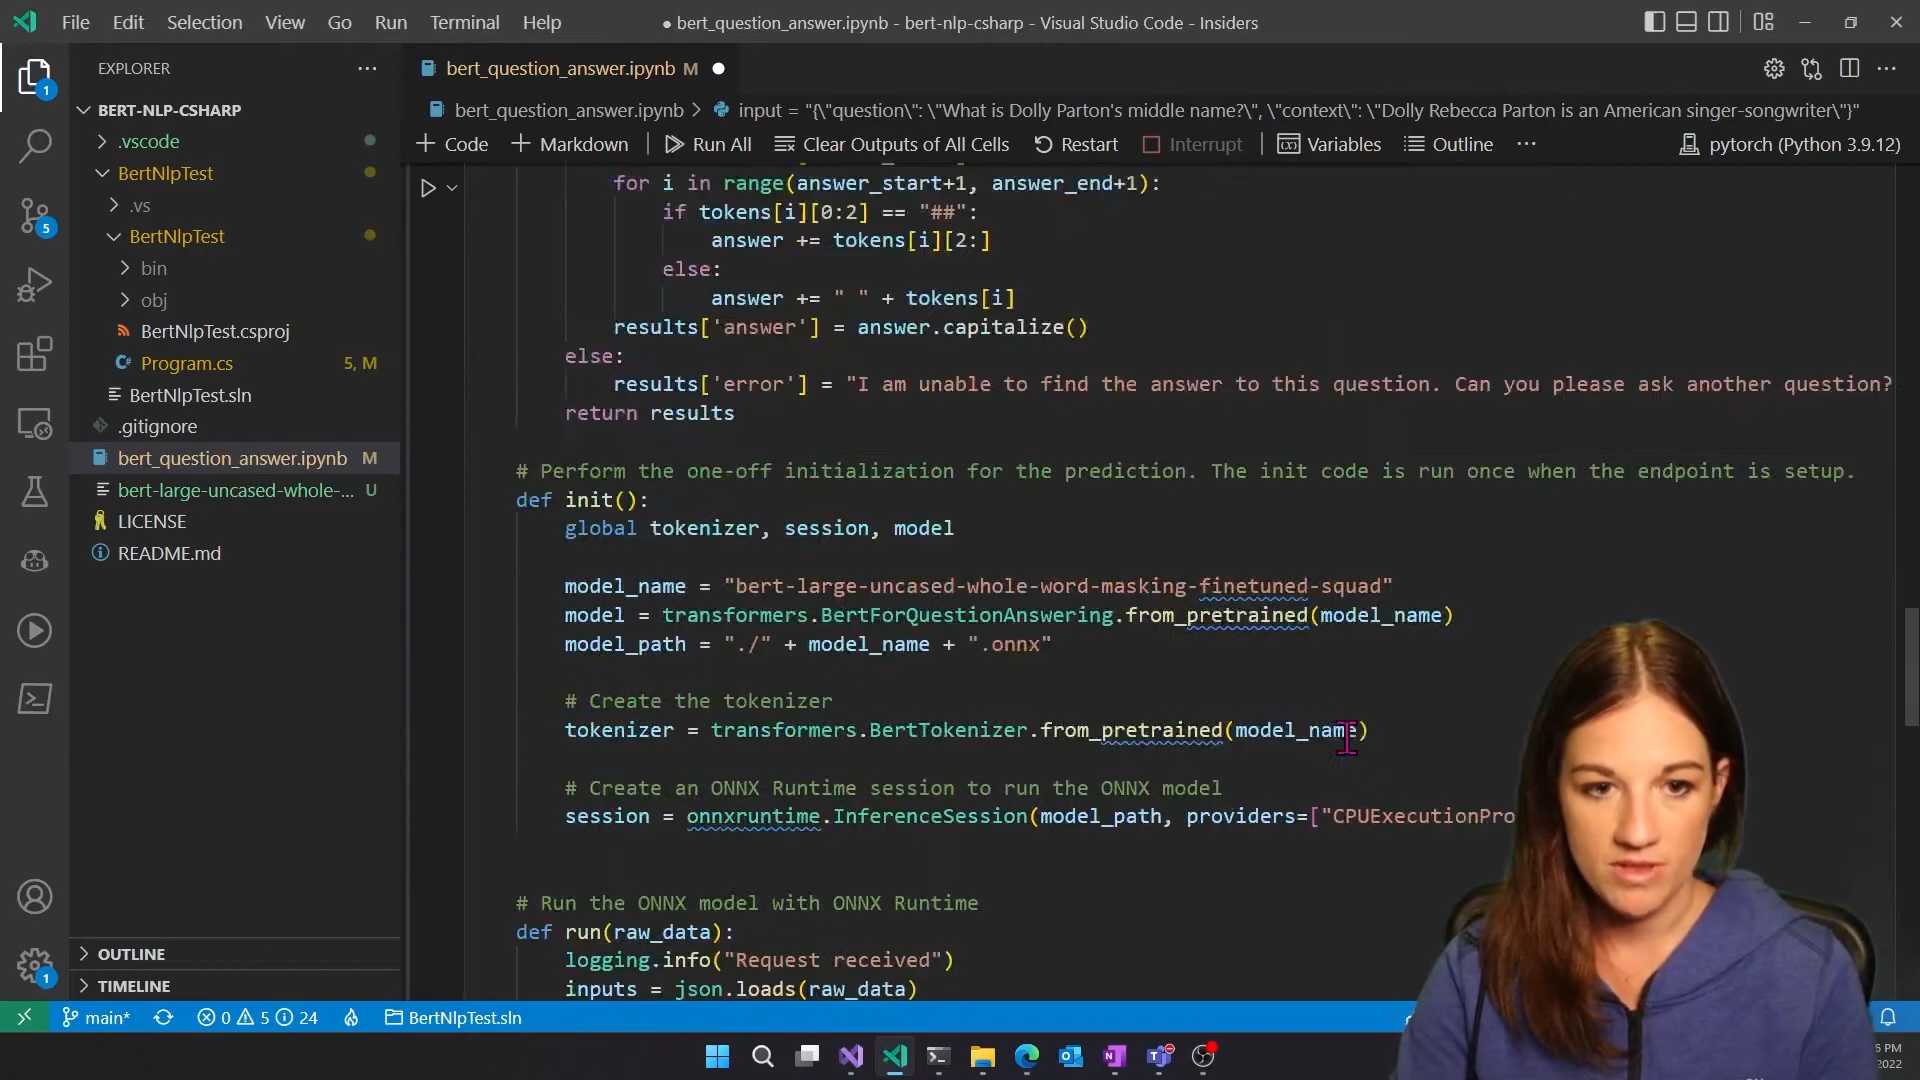 File Edit Selection View Go Run Terminal Help
● bert_question_answer.ipynb - bert-nlp-csharp - Visual Studio Code - Insiders
EXPLORER
BERT-NLP-CSHARP
.vscode
BertNlpTest
.vs
BertNlpTest
bin
obj
BertNlpTest.csproj
Program.cs 5, M
BertNlpTest.sln
.gitignore
bert_question_answer.ipynb M
bert-large-uncased-whole-... U
LICENSE
README.md
OUTLINE
TIMELINE
1
5
1
bert_question_answer.ipynb M ●
bert_question_answer.ipynb > input = "{\"question\": \"What is Dolly Parton's middle name?\", \"context\": \"Dolly Rebecca Parton is an American singer-songwriter\"}"
+ Code + Markdown Run All Clear Outputs of All Cells Restart Interrupt Variables Outline ... pytorch (Python 3.9.12)
for i in range(answer_start+1, answer_end+1):
if tokens[i][0:2] == "##":
answer += tokens[i][2:]
else:
answer += " " + tokens[i]
results['answer'] = answer.capitalize()
else:
results['error'] = "I am unable to find the answer to this question. Can you please ask another question?
return results
# Perform the one-off initialization for the prediction. The init code is run once when the endpoint is setup.
def init():
global tokenizer, session, model
model_name = "bert-large-uncased-whole-word-masking-finetuned-squad"
model = transformers.BertForQuestionAnswering.from_pretrained(model_name)
model_path = "./" + model_name + ".onnx"
# Create the tokenizer
tokenizer = transformers.BertTokenizer.from_pretrained(model_name)
# Create an ONNX Runtime session to run the ONNX model
session = onnxruntime.InferenceSession(model_path, providers=["CPUExecutionPro
# Run the ONNX model with ONNX Runtime
def run(raw_data):
logging.info("Request received")
inputs = json.loads(raw_data)
main* 0 5 24 BertNlpTest.sln
6 PM
2022